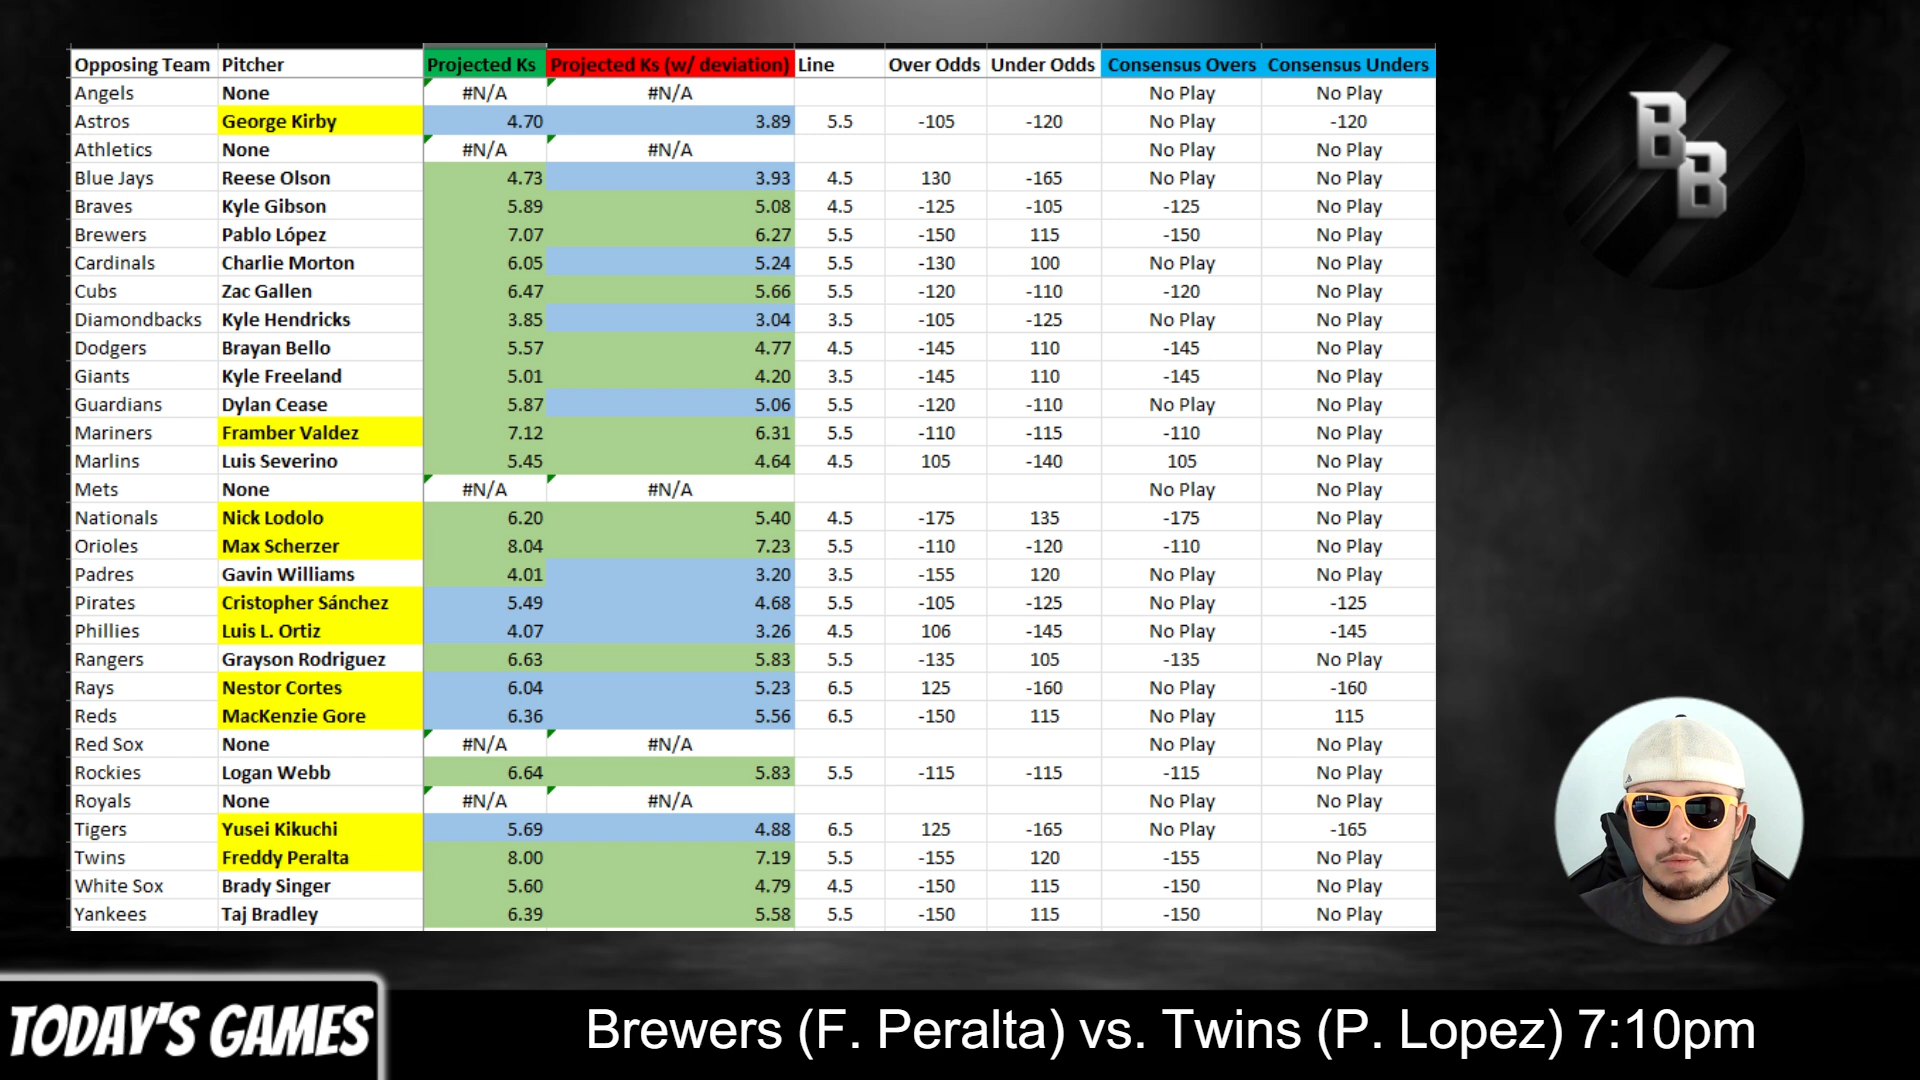 Opposing Team Pitcher Projected Ks Projected Ks (w/ deviation) Line Over Odds Under Odds Consensus Overs Consensus Unders
Angels None #N/A #N/A No Play No Play
Astros George Kirby 4.70 3.89 5.5 -105 -120 No Play -120
Athletics None #N/A #N/A No Play No Play
Blue Jays Reese Olson 4.73 3.93 4.5 130 -165 No Play No Play
Braves Kyle Gibson 5.89 5.08 4.5 -125 -105 -125 No Play
Brewers Pablo López 7.07 6.27 5.5 -150 115 -150 No Play
Cardinals Charlie Morton 6.05 5.24 5.5 -130 100 No Play No Play
Cubs Zac Gallen 6.47 5.66 5.5 -120 -110 -120 No Play
Diamondbacks Kyle Hendricks 3.85 3.04 3.5 -105 -125 No Play No Play
Dodgers Brayan Bello 5.57 4.77 4.5 -145 110 -145 No Play
Giants Kyle Freeland 5.01 4.20 3.5 -145 110 -145 No Play
Guardians Dylan Cease 5.87 5.06 5.5 -120 -110 No Play No Play
Mariners Framber Valdez 7.12 6.31 5.5 -110 -115 -110 No Play
Marlins Luis Severino 5.45 4.64 4.5 105 -140 105 No Play
Mets None #N/A #N/A No Play No Play
Nationals Nick Lodolo 6.20 5.40 4.5 -175 135 -175 No Play
Orioles Max Scherzer 8.04 7.23 5.5 -110 -120 -110 No Play
Padres Gavin Williams 4.01 3.20 3.5 -155 120 No Play No Play
Pirates Cristopher Sánchez 5.49 4.68 5.5 -105 -125 No Play -125
Phillies Luis L. Ortiz 4.07 3.26 4.5 106 -145 No Play -145
Rangers Grayson Rodriguez 6.63 5.83 5.5 -135 105 -135 No Play
Rays Nestor Cortes 6.04 5.23 6.5 125 -160 No Play -160
Reds MacKenzie Gore 6.36 5.56 6.5 -150 115 No Play 115
Red Sox None #N/A #N/A No Play No Play
Rockies Logan Webb 6.64 5.83 5.5 -115 -115 -115 No Play
Royals None #N/A #N/A No Play No Play
Tigers Yusei Kikuchi 5.69 4.88 6.5 125 -165 No Play -165
Twins Freddy Peralta 8.00 7.19 5.5 -155 120 -155 No Play
White Sox Brady Singer 5.60 4.79 4.5 -150 115 -150 No Play
Yankees Taj Bradley 6.39 5.58 5.5 -150 115 -150 No Play
BB
TODAY'S GAMES
Brewers (F. Peralta) vs. Twins (P. Lopez) 7:10pm